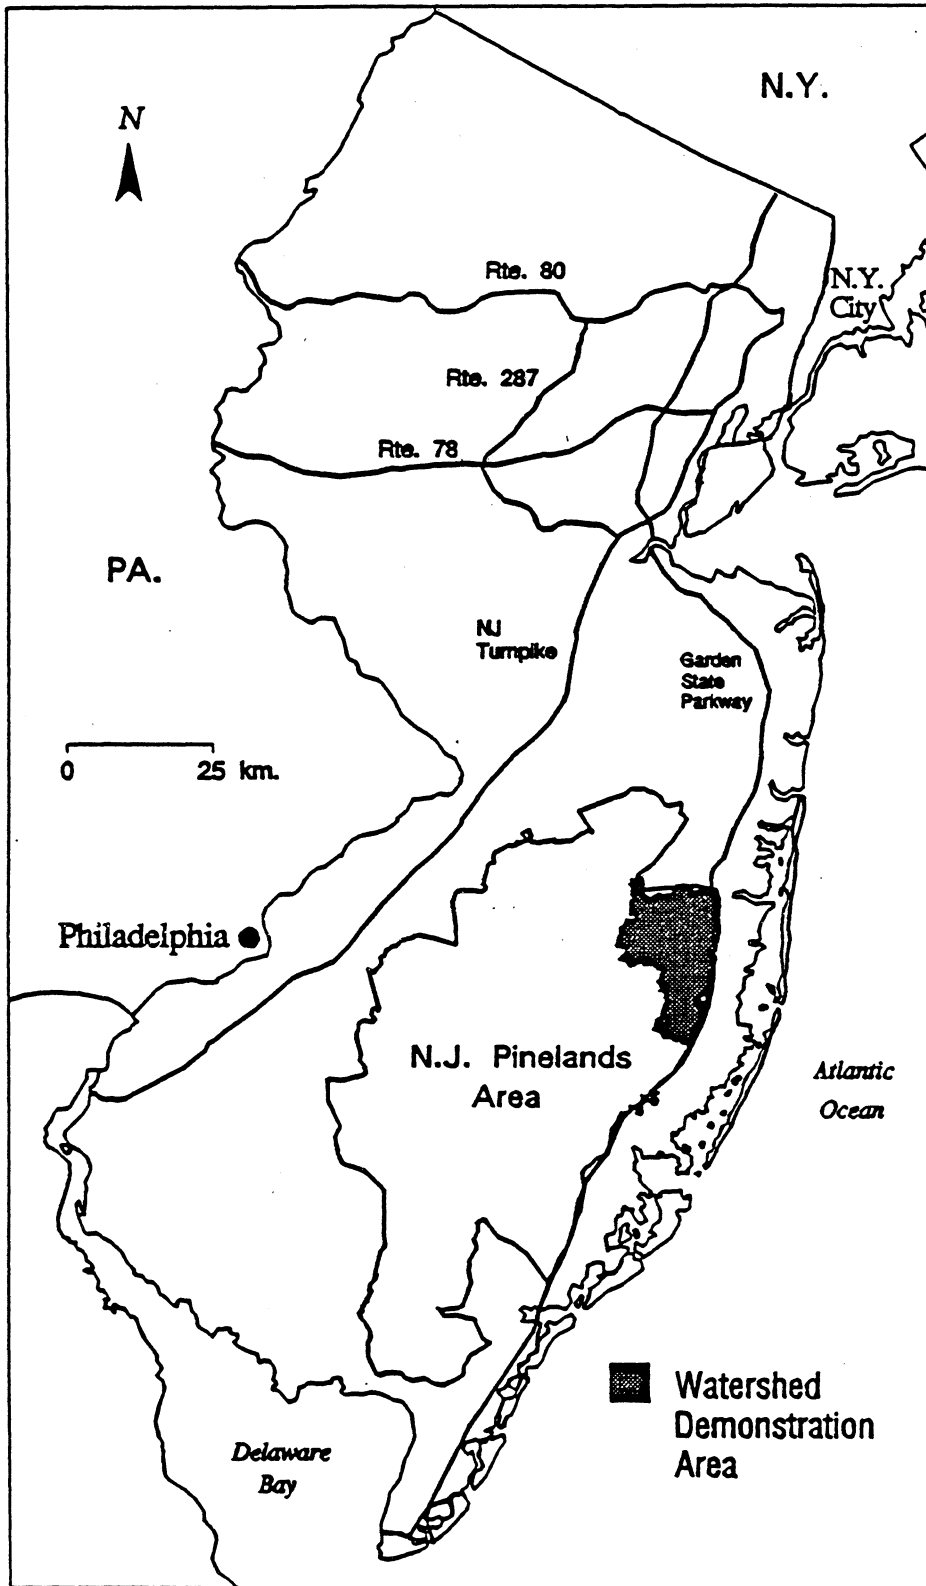 N.Y.
N
Rte. 80
N.Y.
City
Rte. 287
Rte. 78
PA.
NJ
Turnpike
Garden
State
Parkway
0 25 km.
Philadelphia
N.J. Pinelands
Area
Atlantic
Ocean
Watershed
Demonstration
Area
Delaware
Bay